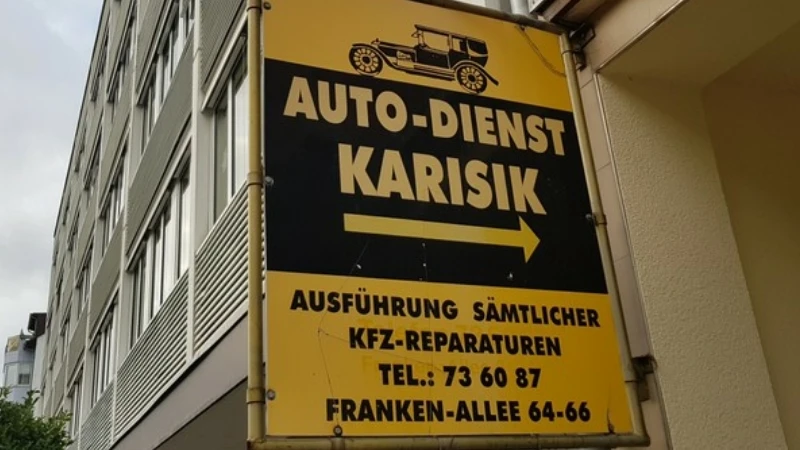 AUTO-DIENST
KARISIK
AUSFÜHRUNG SÄMTLICHER
KFZ-REPARATUREN
TEL.: 73 60 87
FRANKEN-ALLEE 64-66